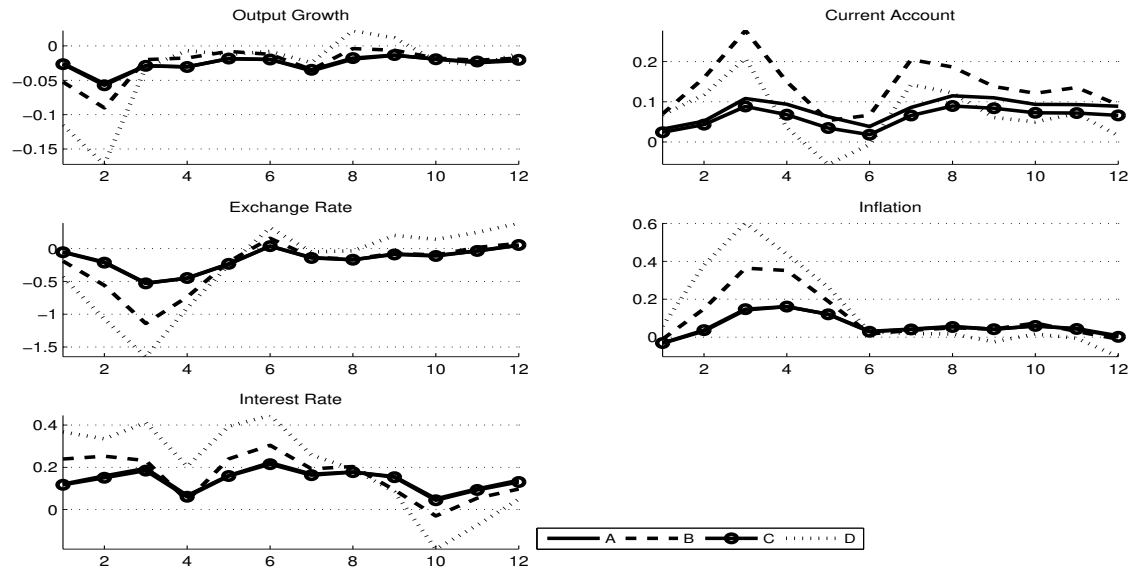 Output Growth
0
−0.05
−0.1
−0.15
2 4 6 8 10 12
Current Account
0.2
0.1
0
2 4 6 8 10 12
Exchange Rate
0
−0.5
−1
−1.5
2 4 6 8 10 12
Inflation
0.6
0.4
0.2
0
2 4 6 8 10 12
Interest Rate
0.4
0.2
0
2 4 6 8 10 12
A B C D